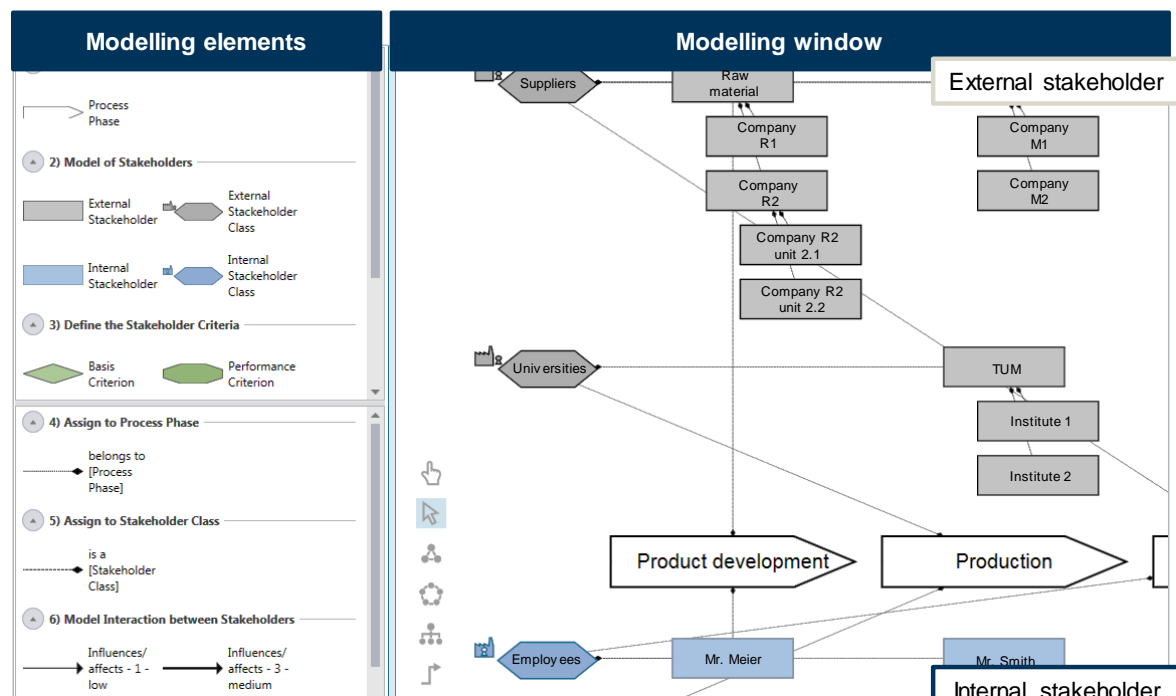 Modelling elements
Process
Phase
2) Model of Stakeholders
External
Stackeholder
External
Stackeholder
Class
Internal
Stackeholder
Internal
Stackeholder
Class
3) Define the Stakeholder Criteria
Basis
Criterion
Performance
Criterion
4) Assign to Process Phase
belongs to
[Process
Phase]
5) Assign to Stakeholder Class
is a
[Stakeholder
Class]
6) Model Interaction between Stakeholders
Influences/
affects - 1 -
low
Influences/
affects - 3 -
medium
Modelling window
External stakeholder
Suppliers
Raw
material
Company
R1
Company
M1
Company
R2
Company
M2
Company R2
unit 2.1
Company R2
unit 2.2
Universities
TUM
Institute 1
Institute 2
Product development
Production
Employees
Mr. Meier
Mr. Smith
Internal stakeholder